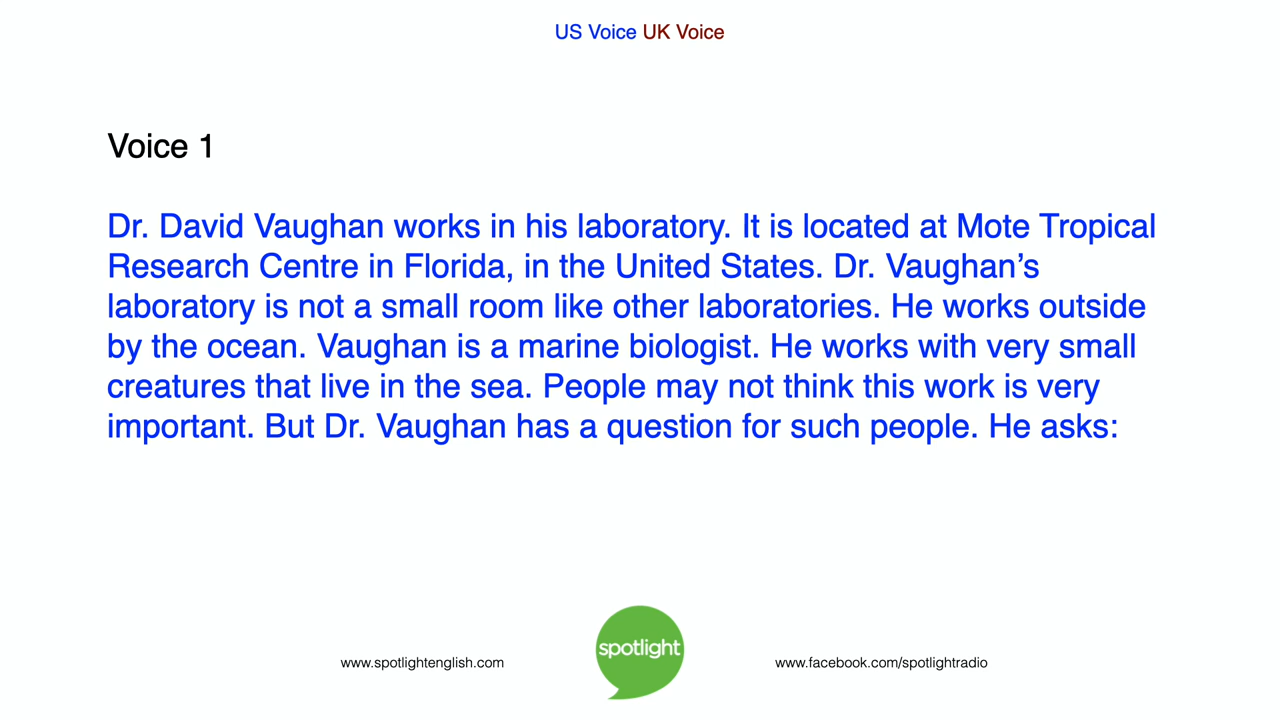 US Voice UK Voice
Voice 1
Dr. David Vaughan works in his laboratory. It is located at Mote Tropical
Research Centre in Florida, in the United States. Dr. Vaughan’s
laboratory is not a small room like other laboratories. He works outside
by the ocean. Vaughan is a marine biologist. He works with very small
creatures that live in the sea. People may not think this work is very
important. But Dr. Vaughan has a question for such people. He asks:
www.spotlightenglish.com
spotlight
www.facebook.com/spotlightradio